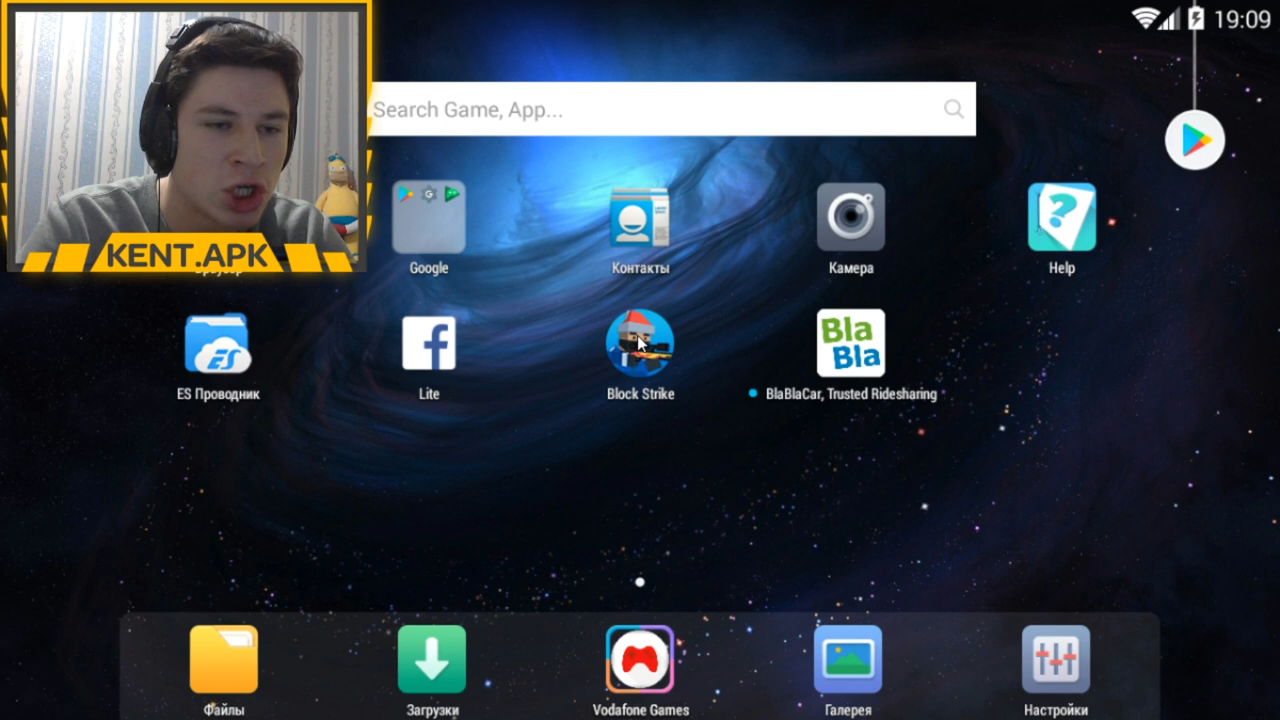 19:09
Search Game, App...
KENT.APK
Браузер
Google
Контакты
Камера
Help
ES Проводник
Lite
Block Strike
Bla
Bla
BlaBlaCar, Trusted Ridesharing
Файлы
Загрузки
Vodafone Games
Галерея
Настройки